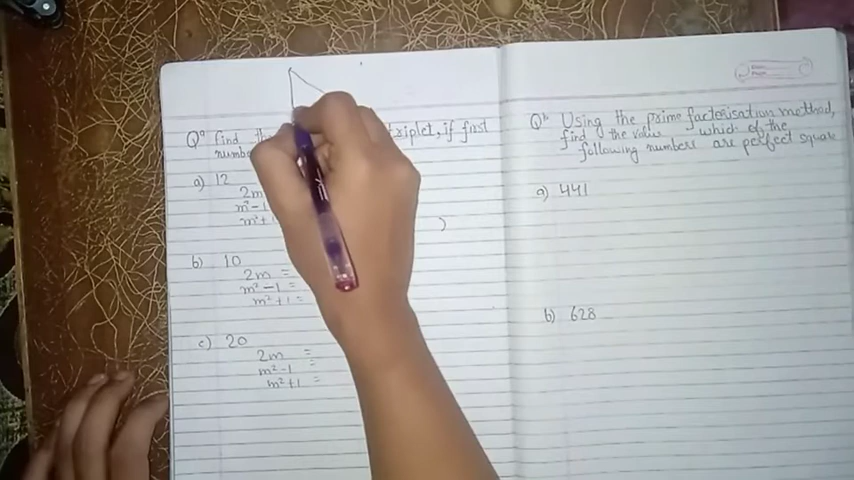 Qᵃ Find the triplet, if first
numbe
a) 12
2m
m²-1
m²+1
)
b) 10
2m =
m²-1 =
m²+1 =
c) 20
2m =
m²-1 =
m²+1 =
Qᵇ Using the prime factorisation method,
find the value which of the
following numbers are perfect square
a) 441
b) 628